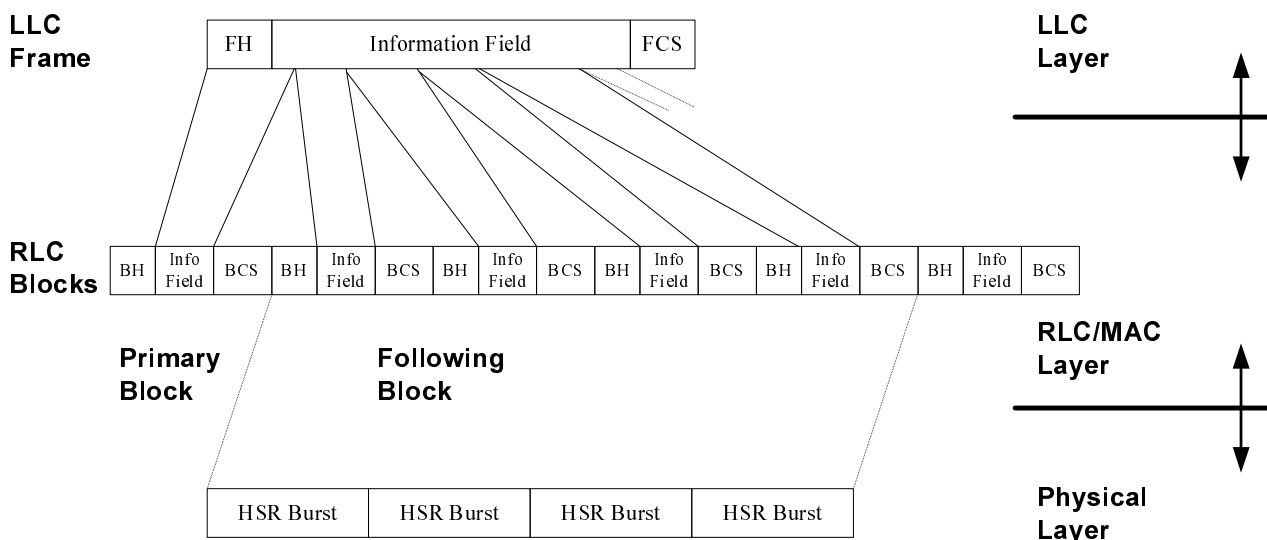 LLC
Frame
FH Information Field FCS
LLC
Layer
RLC
Blocks
BH Info Field BCS BH Info Field BCS BH Info Field BCS BH Info Field BCS BH Info Field BCS BH Info Field BCS
Primary
Block
Following
Block
RLC/MAC
Layer
HSR Burst HSR Burst HSR Burst HSR Burst
Physical
Layer